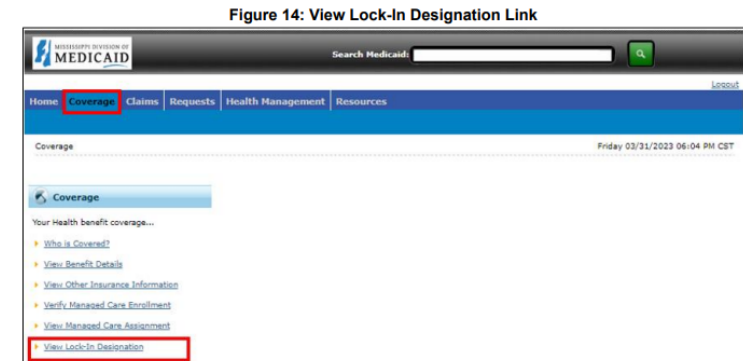 Figure 14: View Lock-In Designation Link
MISSISSIPPI DIVISION OF
MEDICAID
Search Medicaid:
Logout
Home Coverage Claims Requests Health Management Resources
Coverage Friday 03/31/2023 06:04 PM CST
Coverage
Your Health benefit coverage...
Who is Covered?
View Benefit Details
View Other Insurance Information
Verify Managed Care Enrollment
View Managed Care Assignment
View Lock-In Designation